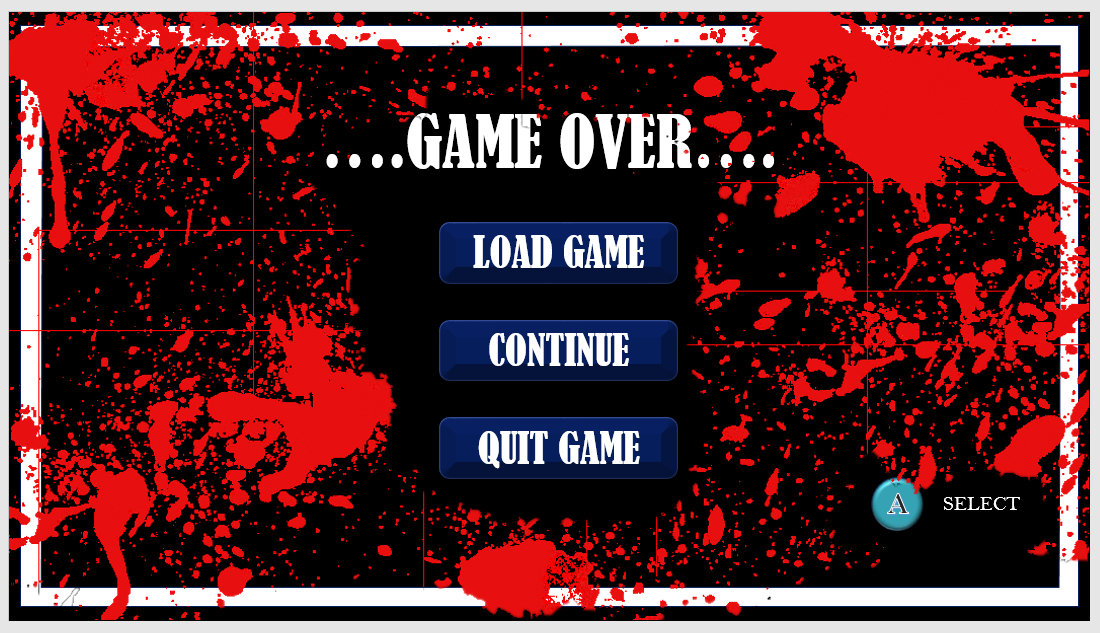 ....GAME OVER....
LOAD GAME
CONTINUE
QUIT GAME
A SELECT